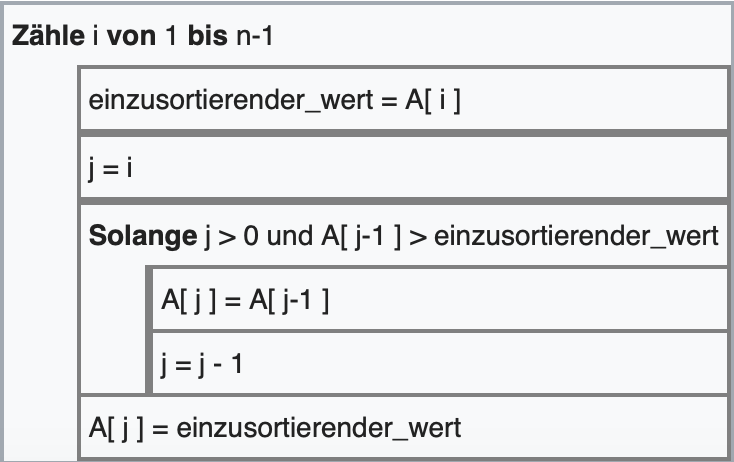 Zähle i von 1 bis n-1
einzusortierender_wert = A[ i ]
j = i
Solange j > 0 und A[ j-1 ] > einzusortierender_wert
A[ j ] = A[ j-1 ]
j = j - 1
A[ j ] = einzusortierender_wert